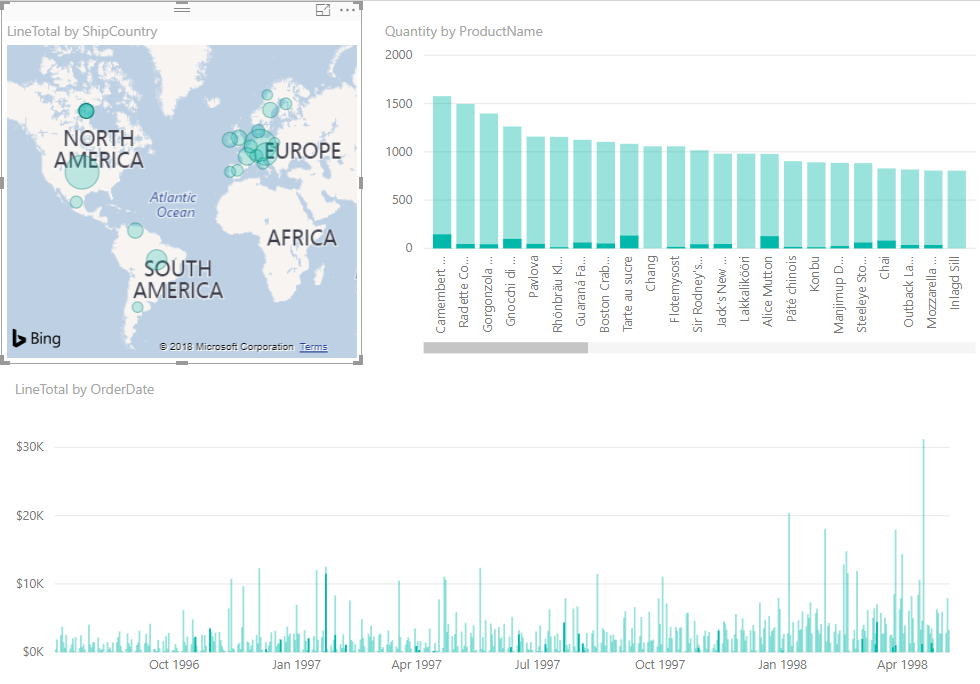 LineTotal by ShipCountry
NORTH
AMERICA
EUROPE
Atlantic
Ocean
AFRICA
SOUTH
AMERICA
Bing
© 2018 Microsoft Corporation Terms
Quantity by ProductName
2000
1500
1000
500
0
Camembert ...
Raclette Co...
Gorgonzola ...
Gnocchi di ...
Pavlova
Rhönbräu Kl...
Guaraná Fa...
Boston Crab...
Tarte au sucre
Chang
Flotemysost
Sir Rodney's...
Jack's New ...
Lakkalikööri
Alice Mutton
Pâté chinois
Konbu
Manjimup D...
Steeleye Sto...
Chai
Outback La...
Mozzarella ...
Inlagd Sill
LineTotal by OrderDate
$30K
$20K
$10K
$0K
Oct 1996 Jan 1997 Apr 1997 Jul 1997 Oct 1997 Jan 1998 Apr 1998